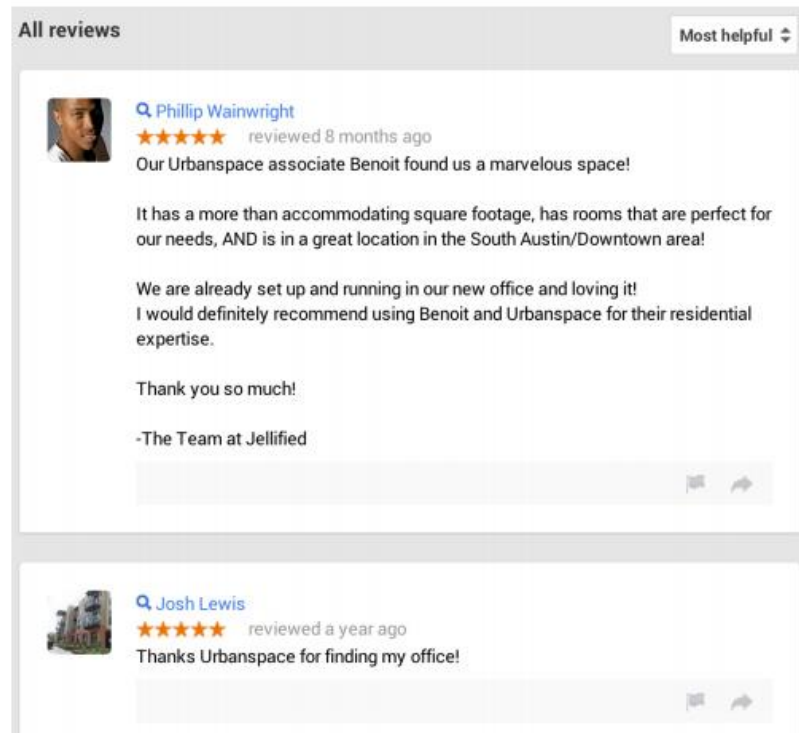 All reviews
Most helpful
Phillip Wainwright
reviewed 8 months ago
Our Urbanspace associate Benoit found us a marvelous space!
It has a more than accommodating square footage, has rooms that are perfect for
our needs, AND is in a great location in the South Austin/Downtown area!
We are already set up and running in our new office and loving it!
I would definitely recommend using Benoit and Urbanspace for their residential
expertise.
Thank you so much!
-The Team at Jellified
Josh Lewis
reviewed a year ago
Thanks Urbanspace for finding my office!